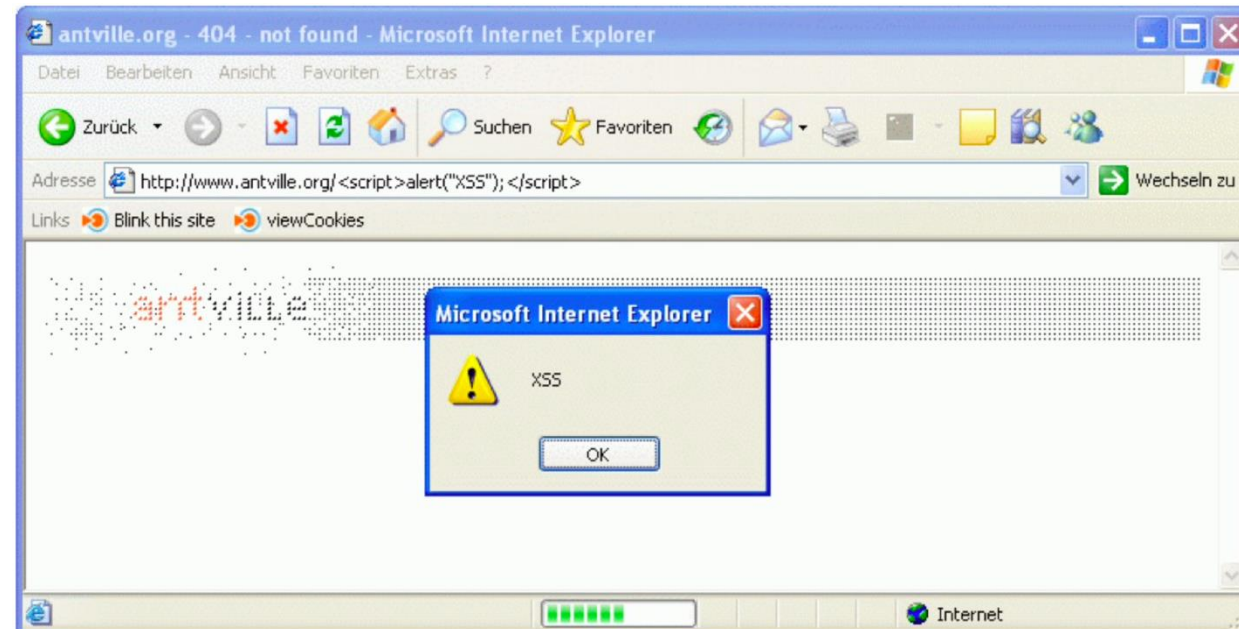 antville.org - 404 - not found - Microsoft Internet Explorer
Datei Bearbeiten Ansicht Favoriten Extras ?
Zurück Suchen Favoriten
Adresse http://www.antville.org/<script>alert("XSS");</script> Wechseln zu
Links Blink this site viewCookies
antville
Microsoft Internet Explorer
XSS
OK
Internet